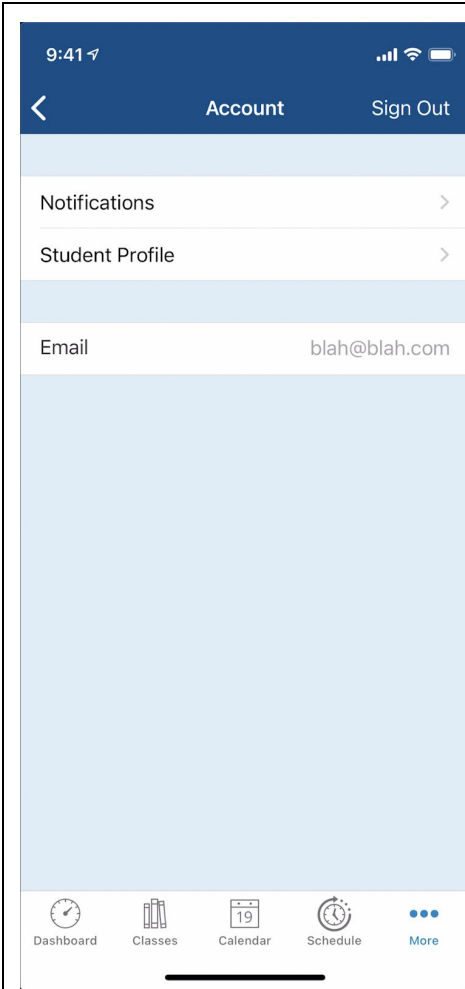 9:41
Account Sign Out
Notifications
Student Profile
Email blah@blah.com
19
Dashboard Classes Calendar Schedule More